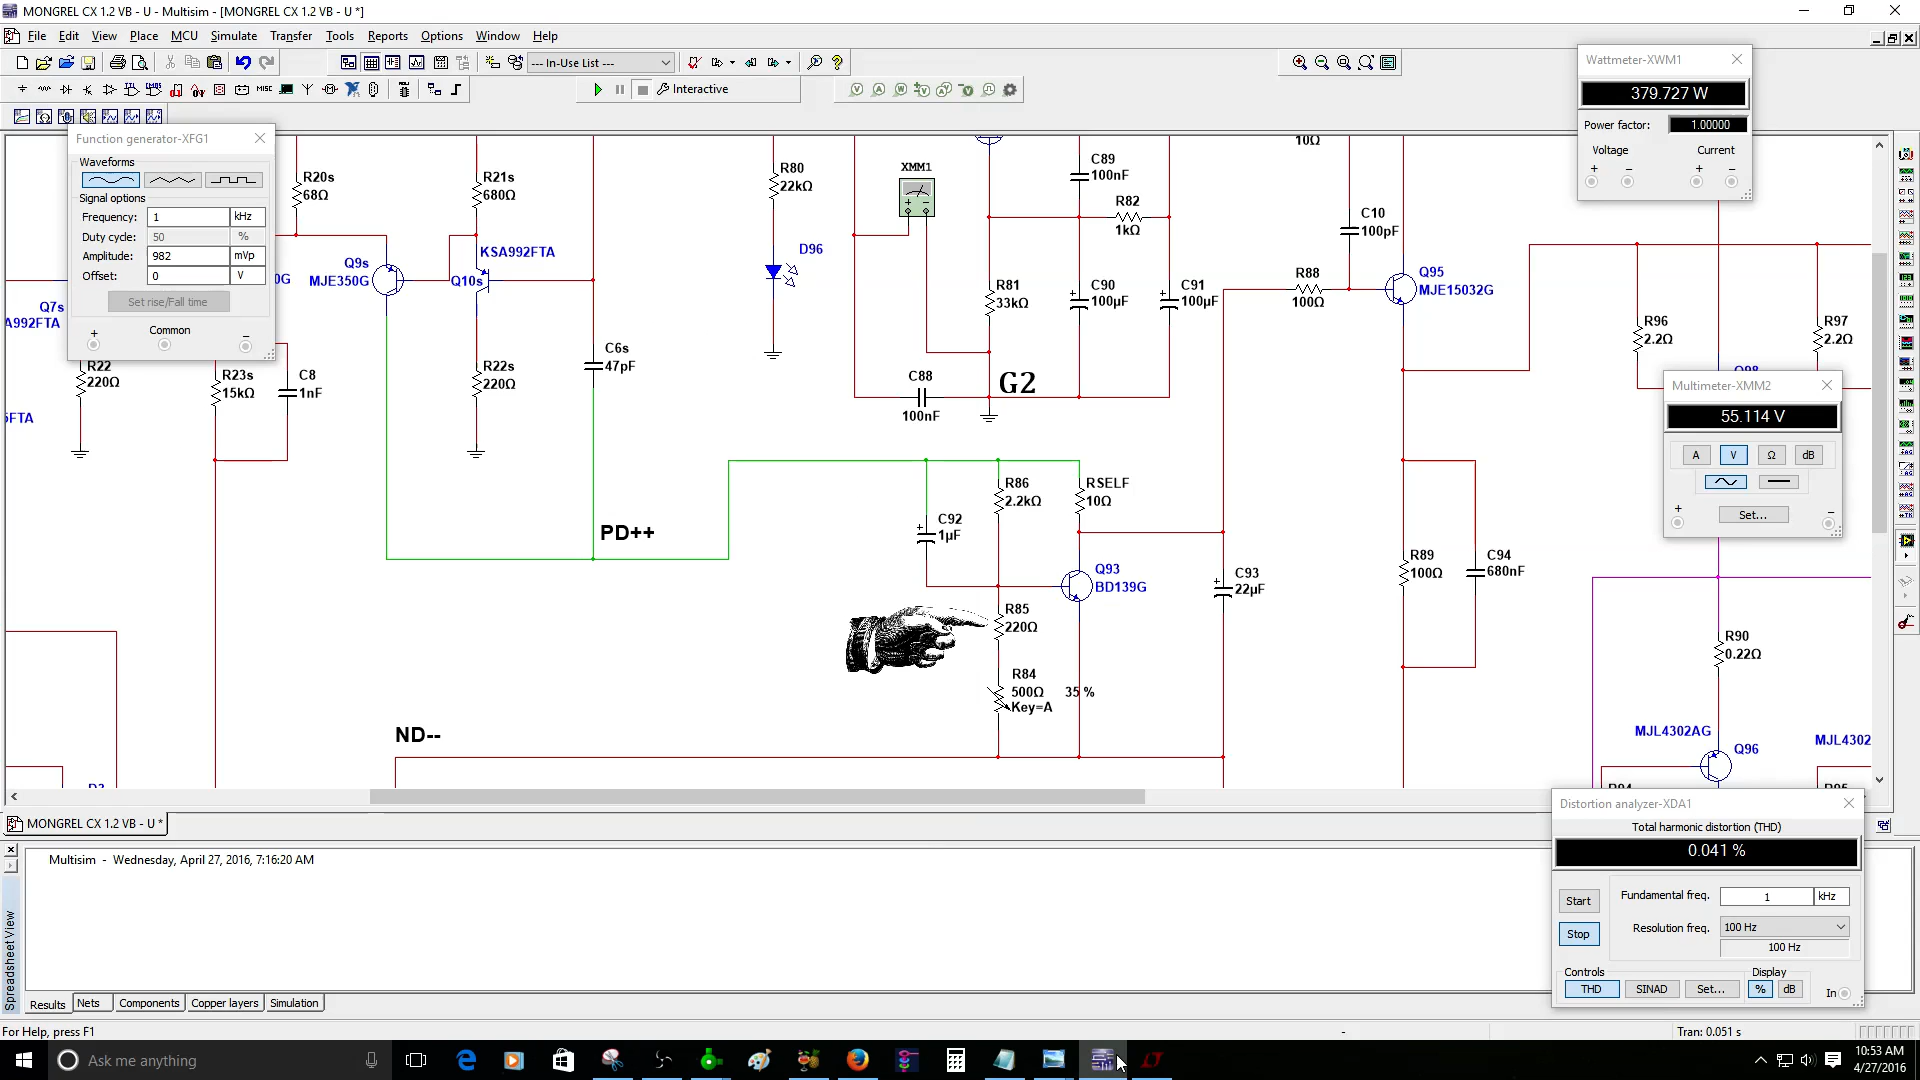 MONGREL CX 1.2 VB - U - Multisim - [MONGREL CX 1.2 VB - U *]
File Edit View Place MCU Simulate Transfer Tools Reports Options Window Help
--- In-Use List ---
Interactive
MISC
Wattmeter-XWM1
379.727 W
Power factor: 1.00000
Voltage Current
+ − + −
Function generator-XFG1
Waveforms
Signal options
Frequency: 1 kHz
Duty cycle: 50 %
Amplitude: 982 mVp
Offset: 0 V
Set rise/Fall time
+ Common −
R20s
68Ω
R21s
680Ω
Q9s
MJE350G
KSA992FTA
Q10s
0G
Q7s
A992FTA
R22
220Ω
R23s
15kΩ
C8
1nF
R22s
220Ω
C6s
47pF
FTA
R80
22kΩ
D96
XMM1
C89
100nF
R82
1kΩ
R81
33kΩ
C90
100µF
C91
100µF
C88
100nF
G2
10Ω
C10
100pF
R88
100Ω
Q95
MJE15032G
R96
2.2Ω
R97
2.2Ω
Q98
Multimeter-XMM2
55.114 V
A V Ω dB
+ Set... −
PD++
R86
2.2kΩ
RSELF
10Ω
C92
1µF
Q93
BD139G
R85
220Ω
R84
500Ω 35 %
Key=A
C93
22µF
R89
100Ω
C94
680nF
R90
0.22Ω
MJL4302AG
Q96
MJL4302
R94
R95
ND--
D3
MONGREL CX 1.2 VB - U *
Multisim - Wednesday, April 27, 2016, 7:16:20 AM
Spreadsheet View
Results Nets Components Copper layers Simulation
Distortion analyzer-XDA1
Total harmonic distortion (THD)
0.041 %
Start
Stop
Fundamental freq. 1 kHz
Resolution freq. 100 Hz
100 Hz
Controls Display
THD SINAD Set... % dB In
For Help, press F1
-
Tran: 0.051 s
Ask me anything
10:53 AM
4/27/2016